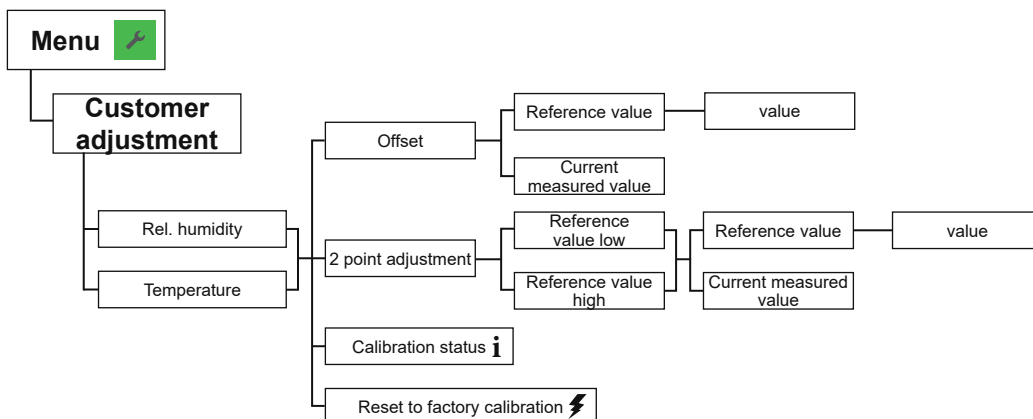 Menu
Customer
adjustment
Rel. humidity
Temperature
Offset
Reference value
value
Current
measured value
2 point adjustment
Reference
value low
Reference value
high
Reference value
value
Current measured
value
Calibration status i
Reset to factory calibration